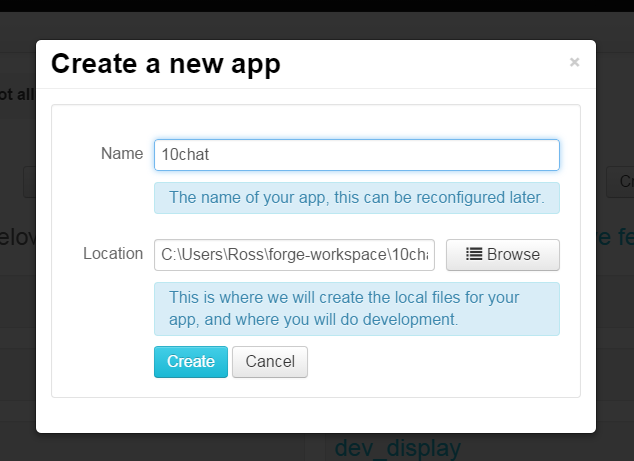 Create a new app
×
ot all
Name
10chat
The name of your app, this can be reconfigured later.
elov
e fe
Location
C:\Users\Ross\forge-workspace\10cha
Browse
This is where we will create the local files for your
app, and where you will do development.
Create
Cancel
dev_display